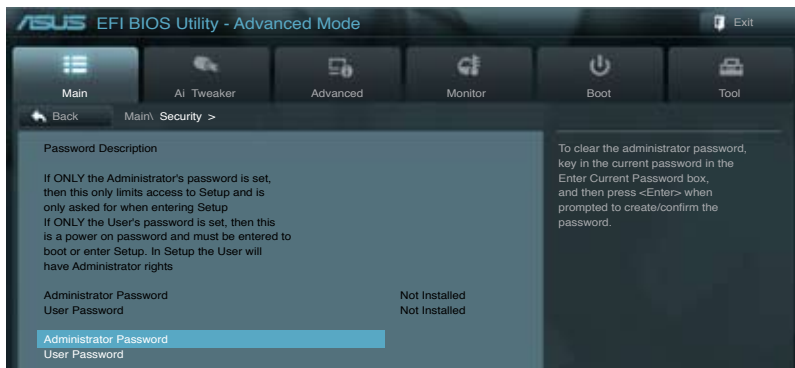 ASUS EFI BIOS Utility - Advanced Mode
Exit
Main
Ai Tweaker
Advanced
Monitor
Boot
Tool
Back
Main\ Security >
Password Description
If ONLY the Administrator's password is set,
then this only limits access to Setup and is
only asked for when entering Setup
If ONLY the User's password is set, then this
is a power on password and must be entered to
boot or enter Setup. In Setup the User will
have Administrator rights
Administrator Password Not Installed
User Password Not Installed
Administrator Password
User Password
To clear the administrator password,
key in the current password in the
Enter Current Password box,
and then press <Enter> when
prompted to create/confirm the
password.